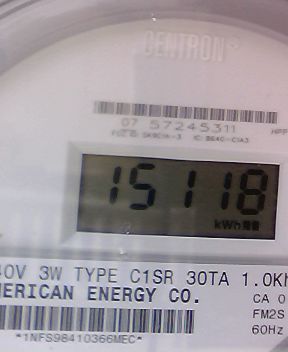 CENTRON
07 57245311
15118
kWh
40V 3W TYPE C1SR 30TA 1.0Kh
MERICAN ENERGY CO.
CA 0
FM2S
60Hz
*1NFS98410366MEC*